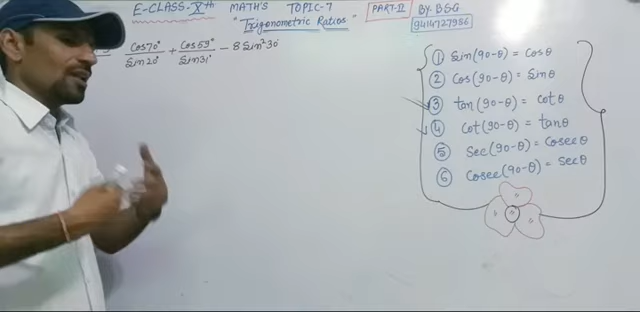 E-CLASS-Xth MATH'S TOPIC-7 PART-II BY:BSG
"Trigonometric Ratios" 9414727986
Cos70°/Sin20° + Cos59°/Sin31° - 8 Sin²30°
① Sin(90-θ) = Cosθ
② Cos(90-θ) = Sinθ
③ tan(90-θ) = cotθ
④ Cot(90-θ) = tanθ
⑤ Sec(90-θ) = Cosecθ
⑥ Cosec(90-θ) = Secθ